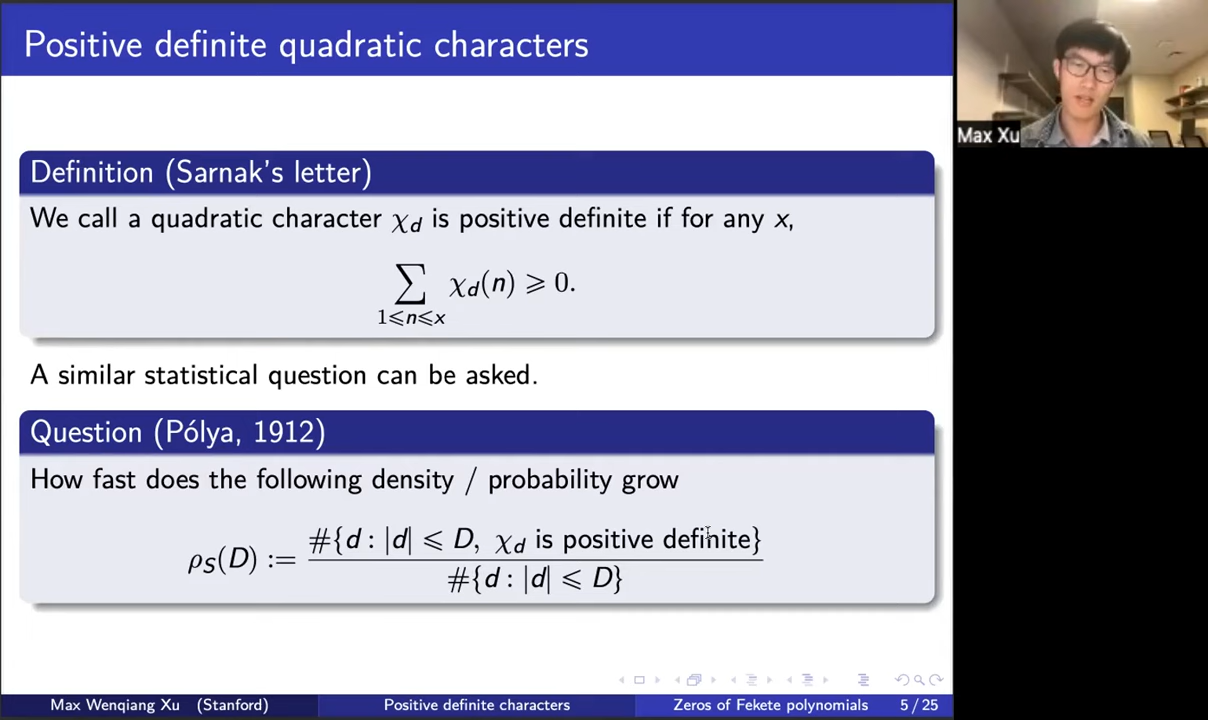 Positive definite quadratic characters
Max Xu
Definition (Sarnak's letter)
We call a quadratic character χ_d is positive definite if for any x,
∑_{1⩽n⩽x} χ_d(n) ⩾ 0.
A similar statistical question can be asked.
Question (Pólya, 1912)
How fast does the following density / probability grow
ρ_S(D) := #{d : |d| ⩽ D, χ_d is positive definite} / #{d : |d| ⩽ D}
Max Wenqiang Xu (Stanford) Positive definite characters Zeros of Fekete polynomials 5 / 25